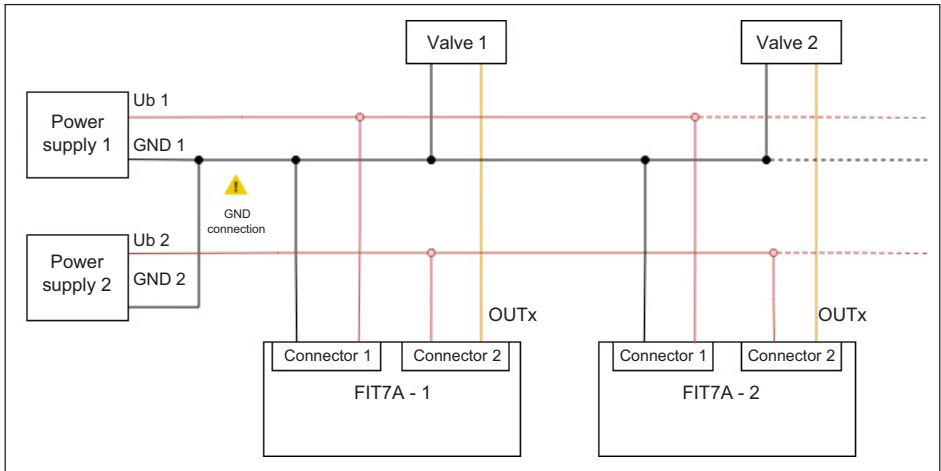 Valve 1
Valve 2
Power
supply 1
Ub 1
GND 1
GND
connection
Power
supply 2
Ub 2
GND 2
OUTx
OUTx
Connector 1
Connector 2
Connector 1
Connector 2
FIT7A - 1
FIT7A - 2